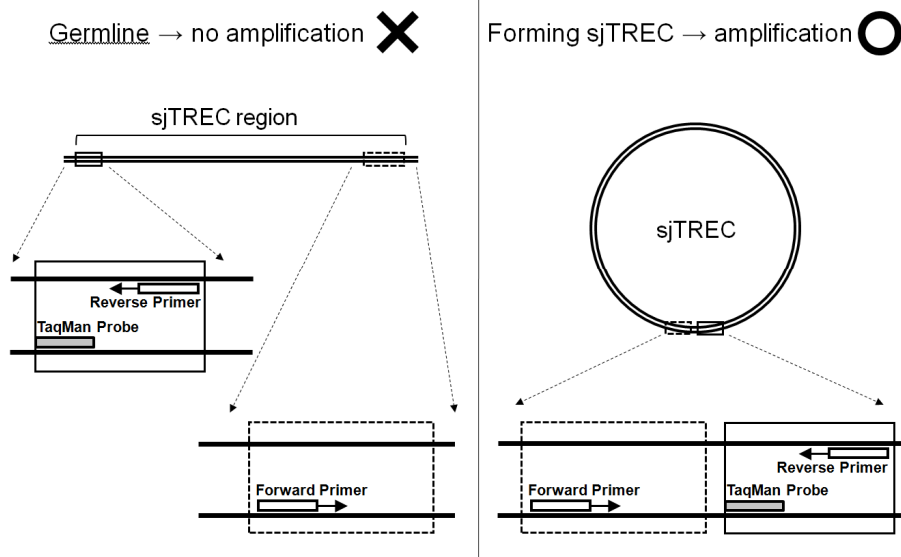 Germline → no amplification
Forming sjTREC → amplification
sjTREC region
Reverse Primer
TaqMan Probe
Forward Primer
sjTREC
Reverse Primer
TaqMan Probe
Forward Primer